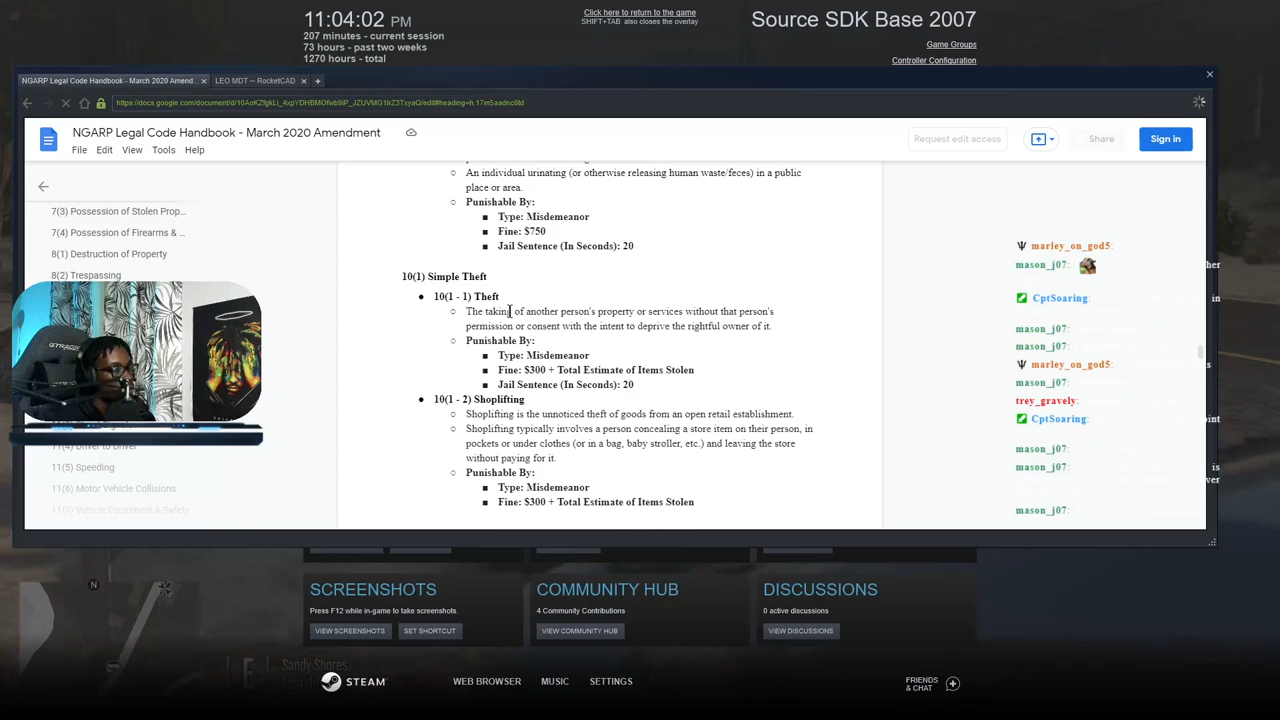 11:04:02 PM
207 minutes - current session
73 hours - past two weeks
1270 hours - total
Click here to return to the game
SHIFT+TAB also closes the overlay
Source SDK Base 2007
Game Groups
Controller Configuration
NGARP Legal Code Handbook - March 2020 Amend...
LEO MDT — RocketCAD
NGARP Legal Code Handbook - March 2020 Amendment
File Edit View Tools Help
Request edit access
Share
Sign in
7(3) Possession of Stolen Prop...
7(4) Possession of Firearms & ...
8(1) Destruction of Property
8(2) Trespassing
11(4) Driver to Driver
11(5) Speeding
11(6) Motor Vehicle Collisions
11(7) Vehicle Equipment & Safety
An individual urinating (or otherwise releasing human waste/feces) in a public
place or area.
Punishable By:
Type: Misdemeanor
Fine: $750
Jail Sentence (In Seconds): 20
10(1) Simple Theft
10(1 - 1) Theft
The taking of another person's property or services without that person's
permission or consent with the intent to deprive the rightful owner of it.
Punishable By:
Type: Misdemeanor
Fine: $300 + Total Estimate of Items Stolen
Jail Sentence (In Seconds): 20
10(1 - 2) Shoplifting
Shoplifting is the unnoticed theft of goods from an open retail establishment.
Shoplifting typically involves a person concealing a store item on their person, in
pockets or under clothes (or in a bag, baby stroller, etc.) and leaving the store
without paying for it.
Punishable By:
Type: Misdemeanor
Fine: $300 + Total Estimate of Items Stolen
marley_on_god5:
mason_j07:
CptSoaring:
mason_j07:
mason_j07:
marley_on_god5:
mason_j07:
trey_gravely:
CptSoaring:
mason_j07:
mason_j07:
mason_j07:
GTRACING
SCREENSHOTS
Press F12 while in-game to take screenshots.
VIEW SCREENSHOTS
SET SHORTCUT
COMMUNITY HUB
4 Community Contributions
VIEW COMMUNITY HUB
DISCUSSIONS
0 active discussions
VIEW DISCUSSIONS
N
E
Sandy Shores
STEAM
WEB BROWSER
MUSIC
SETTINGS
FRIENDS
& CHAT